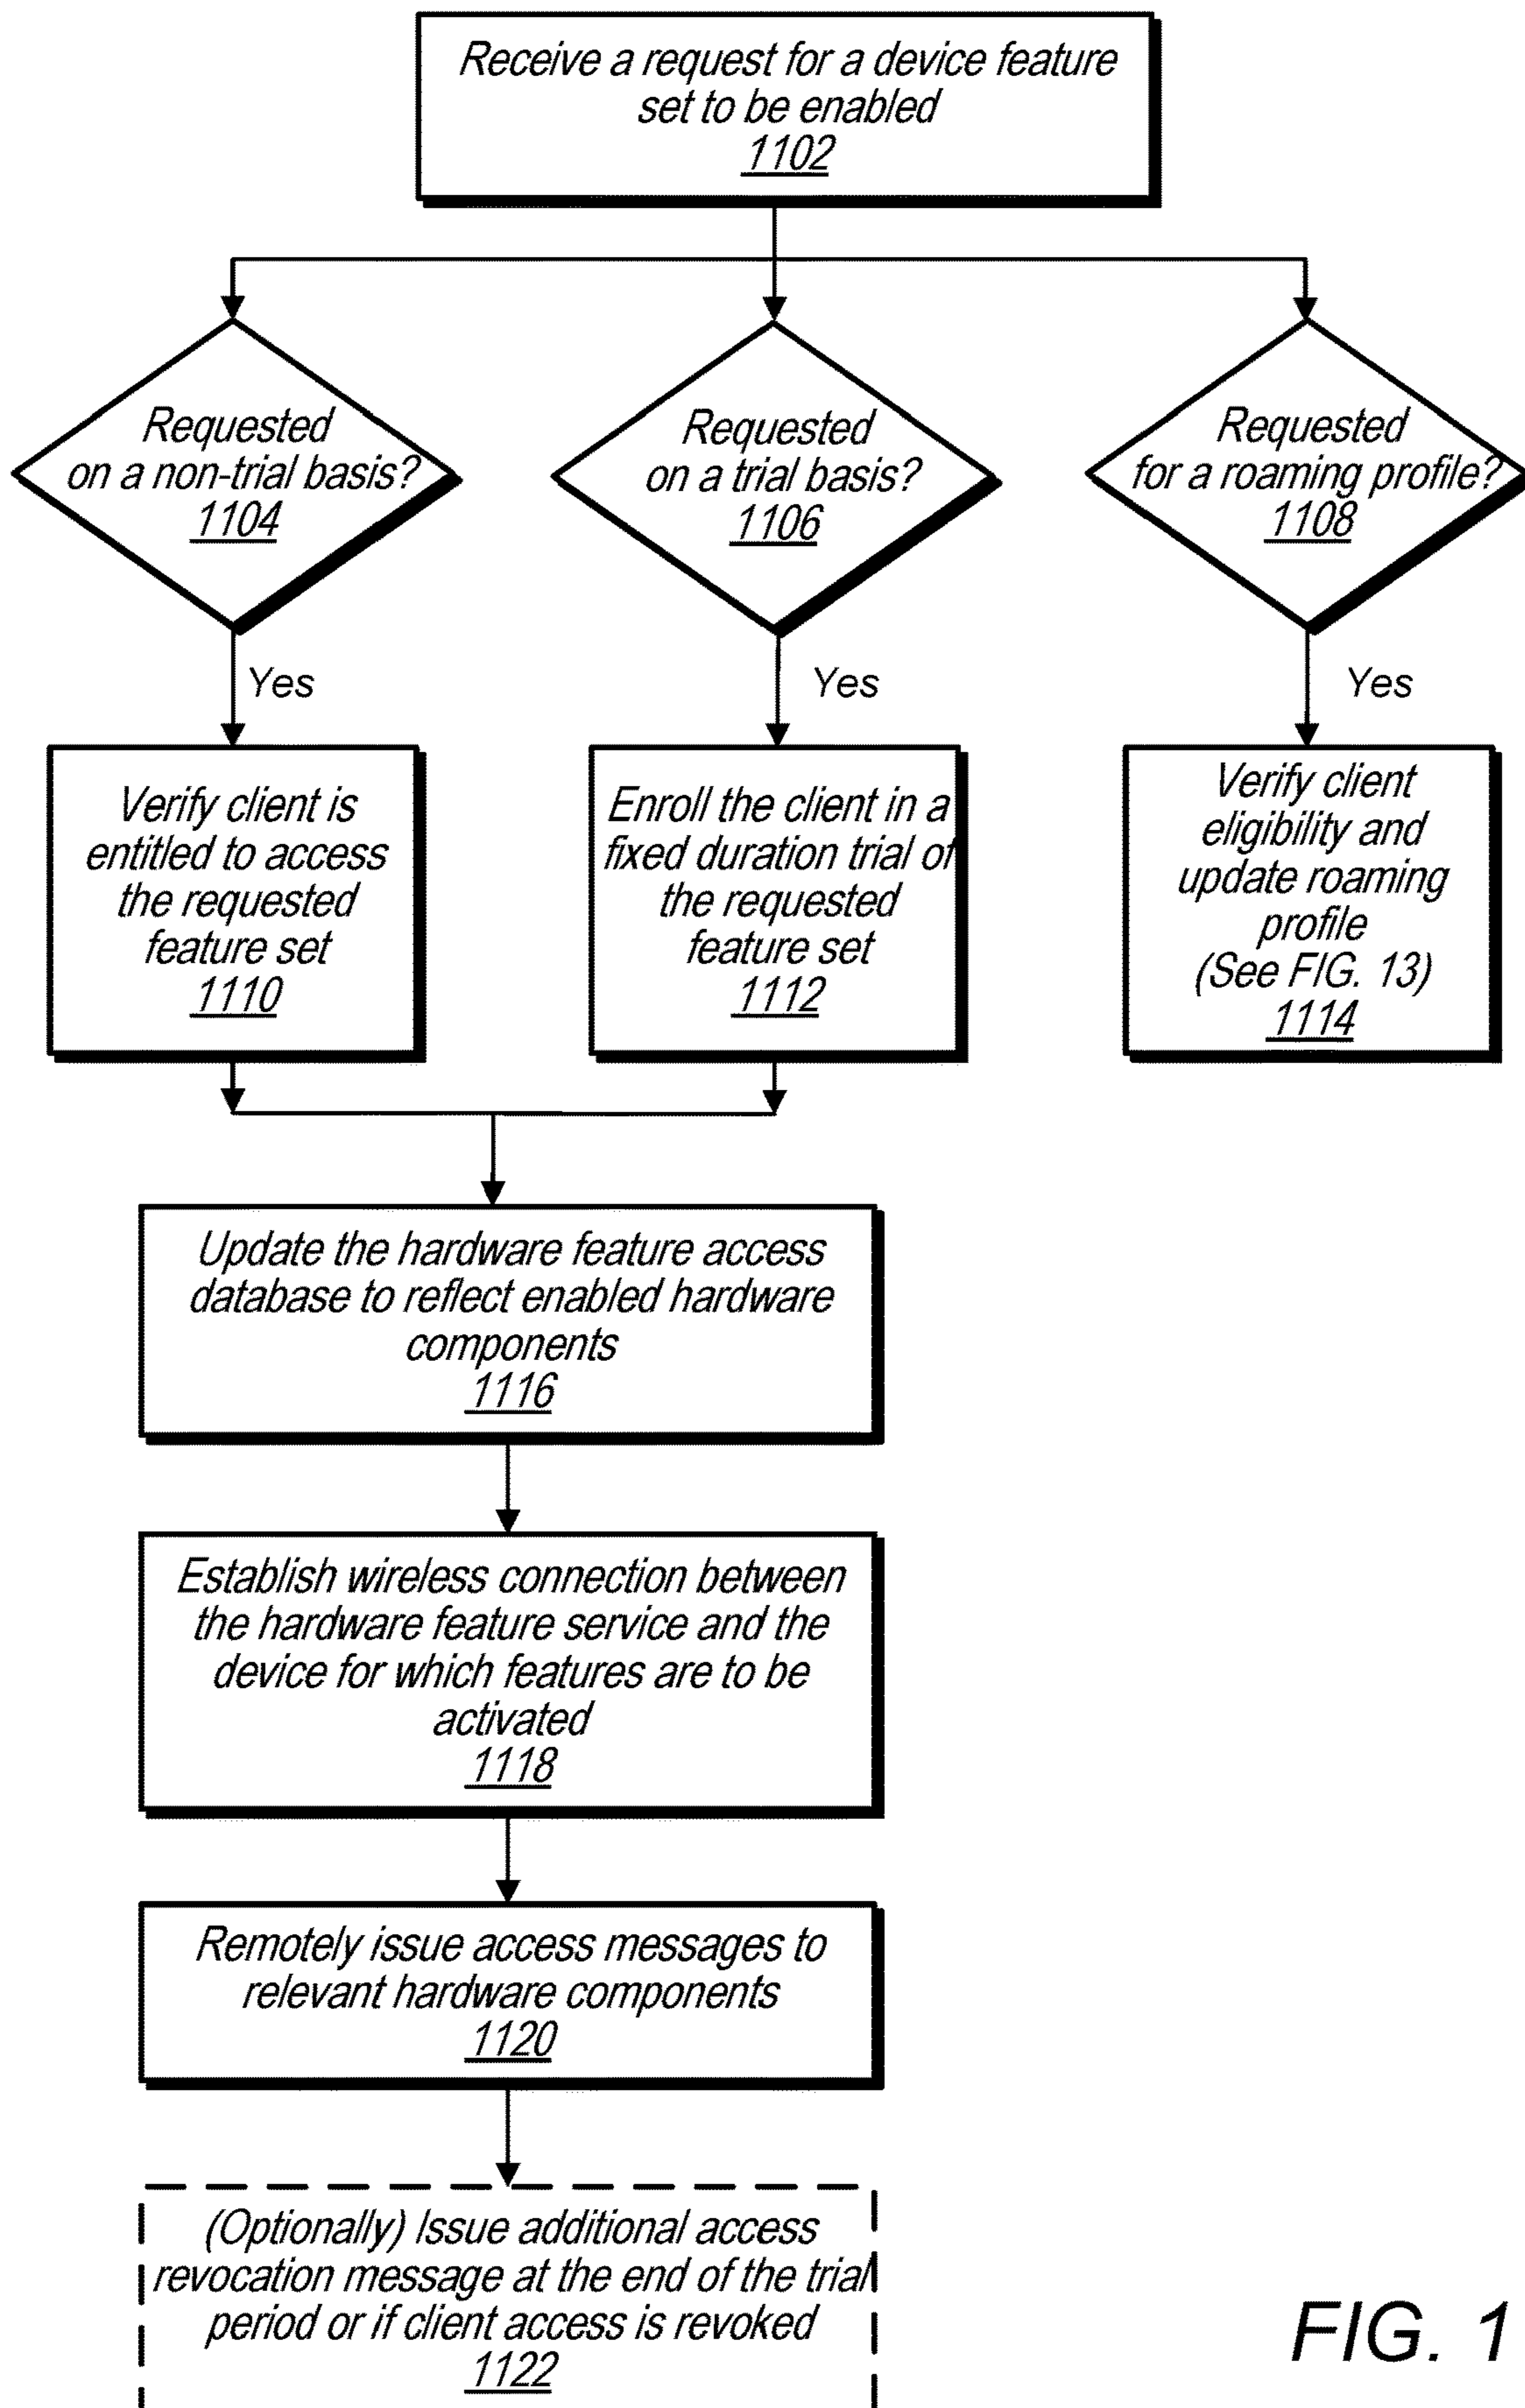 Receive a request for a device feature
set to be enabled
1102
Requested
on a non-trial basis?
1104
Requested
on a trial basis?
1106
Requested
for a roaming profile?
1108
Yes
Yes
Yes
Verify client is
entitled to access
the requested
feature set
1110
Enroll the client in a
fixed duration trial of
the requested
feature set
1112
Verify client
eligibility and
update roaming
profile
(See FIG. 13)
1114
Update the hardware feature access
database to reflect enabled hardware
components
1116
Establish wireless connection between
the hardware feature service and the
device for which features are to be
activated
1118
Remotely issue access messages to
relevant hardware components
1120
(Optionally) Issue additional access
revocation message at the end of the trial
period or if client access is revoked
1122
FIG. 1